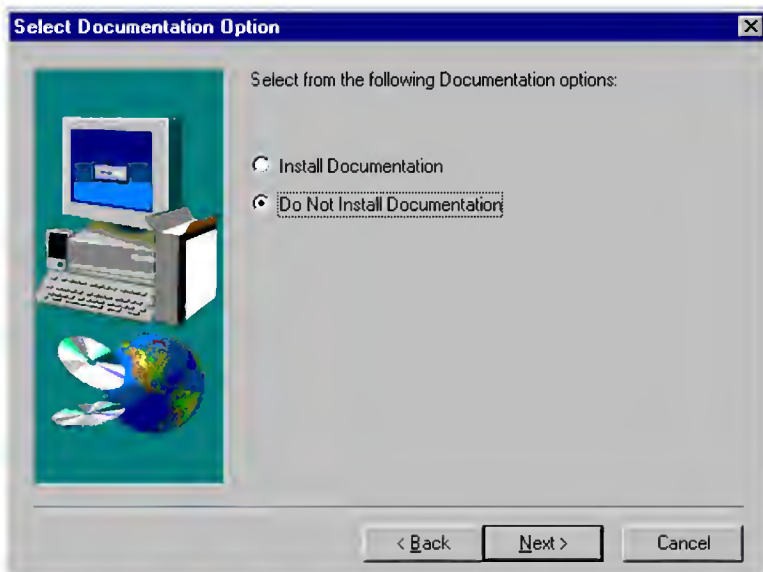 Select Documentation Option
Select from the following Documentation options:
Install Documentation
Do Not Install Documentation
< Back
Next >
Cancel